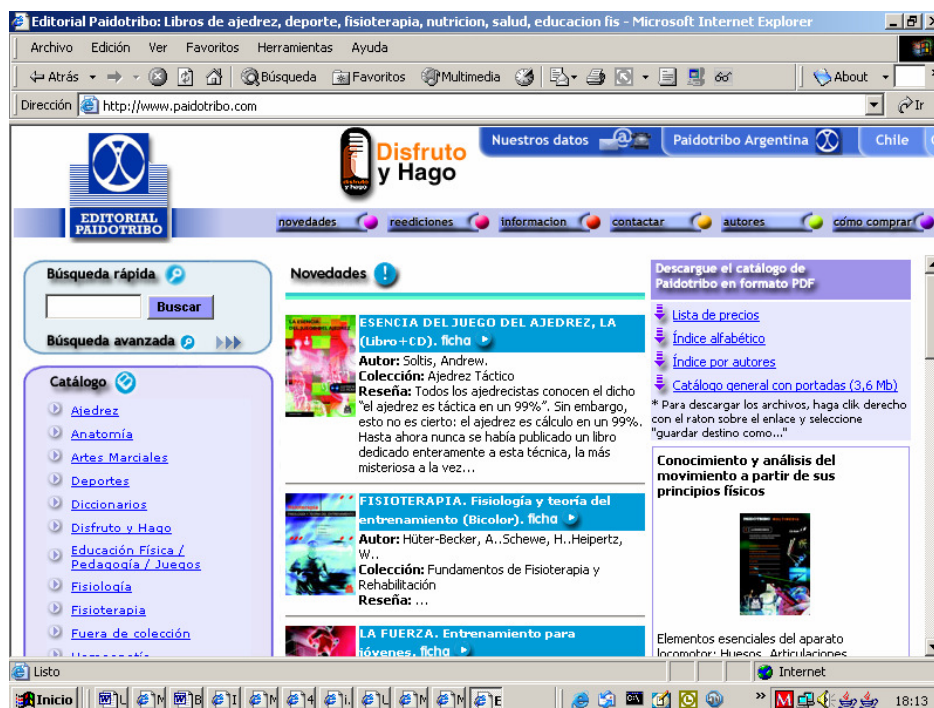 Editorial Paidotribo: Libros de ajedrez, deporte, fisioterapia, nutricion, salud, educacion fis - Microsoft Internet Explorer
Archivo Edición Ver Favoritos Herramientas Ayuda
Atrás Búsqueda Favoritos Multimedia About
Dirección http://www.paidotribo.com Ir
Disfruto
y Hago
disfruto
y hago
Nuestros datos Paidotribo Argentina Chile
EDITORIAL
PAIDOTRIBO
novedades reediciones informacion contactar autores cómo comprar
Búsqueda rápida
Buscar
Búsqueda avanzada
Catálogo
Ajedrez
Anatomía
Artes Marciales
Deportes
Diccionarios
Disfruto y Hago
Educación Física /
Pedagogía / Juegos
Fisiología
Fisioterapia
Fuera de colección
Novedades
ESENCIA DEL JUEGO DEL AJEDREZ, LA
(Libro+CD). ficha
Autor: Soltis, Andrew.
Colección: Ajedrez Táctico
Reseña: Todos los ajedrecistas conocen el dicho
"el ajedrez es táctica en un 99%". Sin embargo,
esto no es cierto: el ajedrez es cálculo en un 99%.
Hasta ahora nunca se había publicado un libro
dedicado enteramente a esta técnica, la más
misteriosa a la vez...
FISIOTERAPIA. Fisiología y teoría del
entrenamiento (Bicolor). ficha
Autor: Hüter-Becker, A..Schewe, H..Heipertz,
W..
Colección: Fundamentos de Fisioterapia y
Rehabilitación
Reseña: ...
LA FUERZA. Entrenamiento para
jóvenes. ficha
Descargue el catálogo de
Paidotribo en formato PDF
Lista de precios
Índice alfabético
Índice por autores
Catálogo general con portadas (3,6 Mb)
* Para descargar los archivos, haga clik derecho
con el raton sobre el enlace y seleccione
"guardar destino como..."
Conocimiento y análisis del
movimiento a partir de sus
principios físicos
Elementos esenciales del aparato
locomotor: Huesos, Articulaciones,
Listo Internet
Inicio 18:13